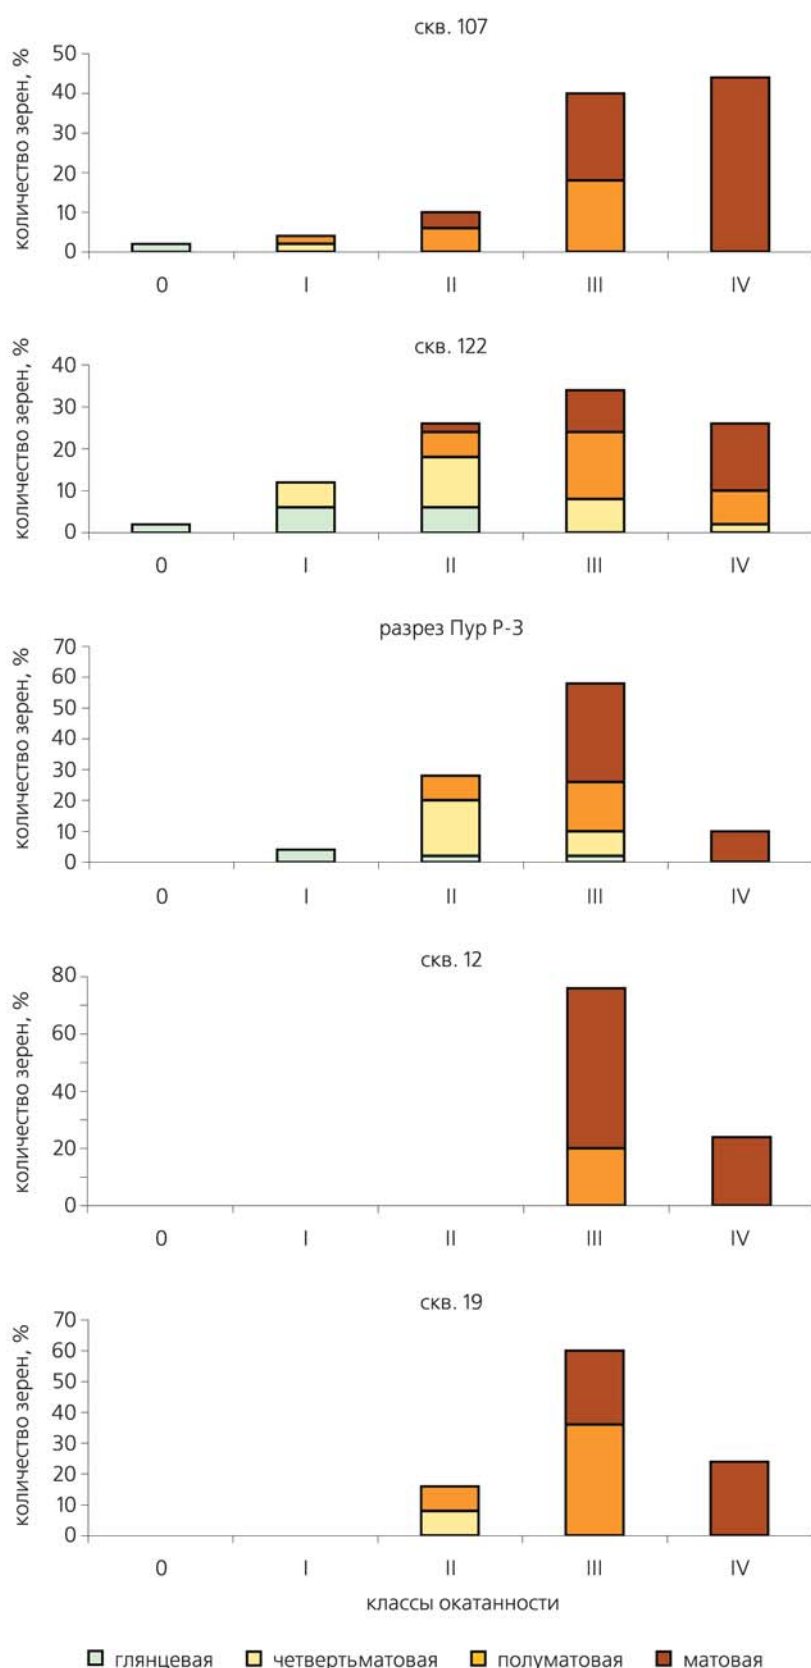 скв. 107
количество зерен, %
50
40
30
20
10
0
0 I II III IV
скв. 122
количество зерен, %
40
30
20
10
0
0 I II III IV
разрез Пур Р-3
количество зерен, %
70
60
50
40
30
20
10
0
0 I II III IV
скв. 12
количество зерен, %
80
60
40
20
0
0 I II III IV
скв. 19
количество зерен, %
70
60
50
40
30
20
10
0
0 I II III IV
классы окатанности
глянцевая четвертьматовая полуматовая матовая